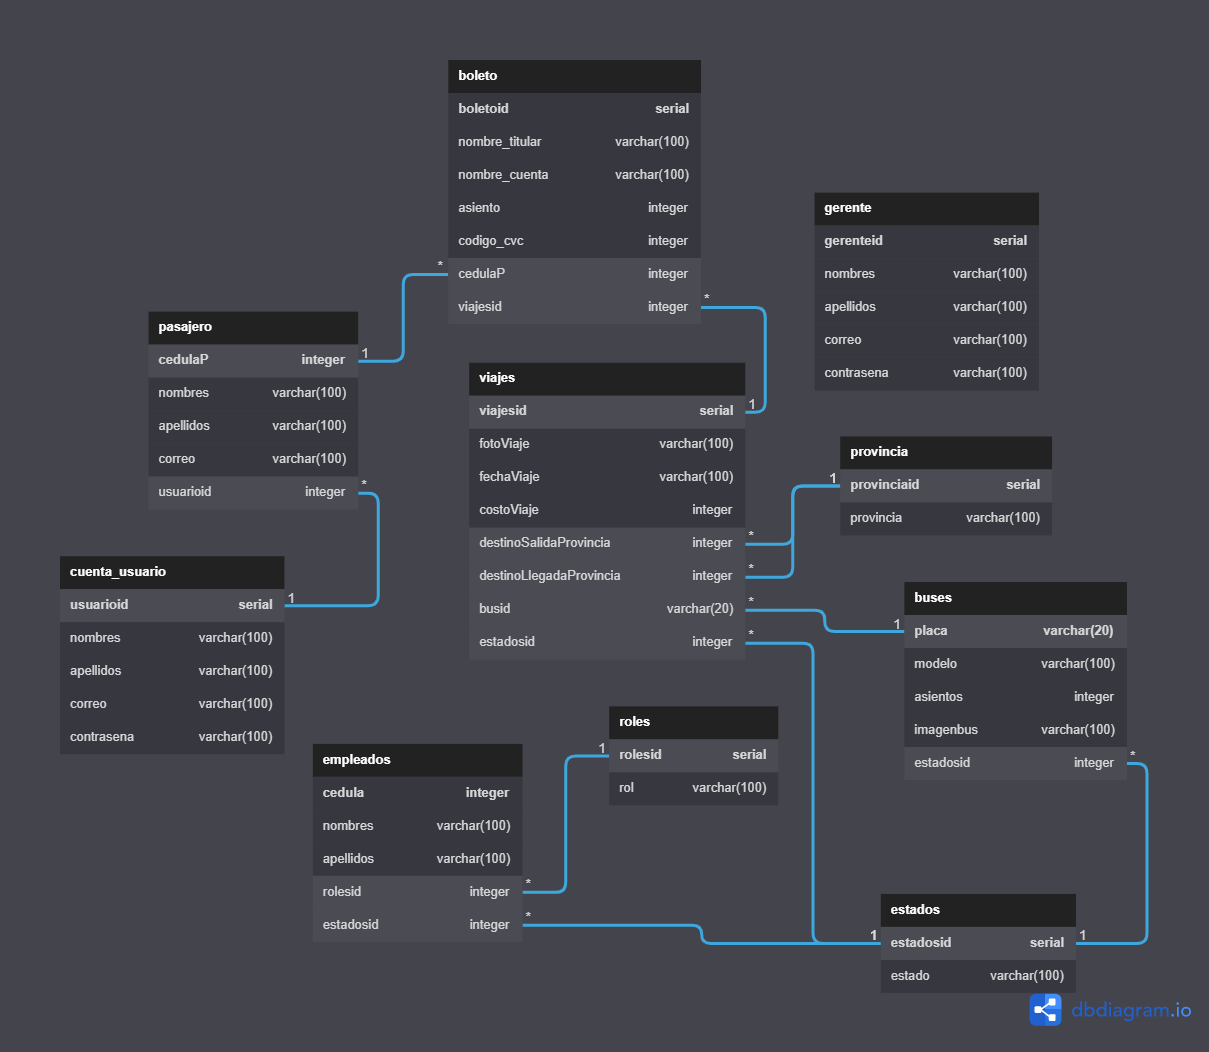 boleto
boletoid serial
nombre_titular varchar(100)
nombre_cuenta varchar(100)
asiento integer
codigo_cvc integer
* cedulaP integer
viajesid integer *
gerente
gerenteid serial
nombres varchar(100)
apellidos varchar(100)
correo varchar(100)
contrasena varchar(100)
pasajero
cedulaP integer 1
nombres varchar(100)
apellidos varchar(100)
correo varchar(100)
usuarioid integer *
viajes
viajesid serial 1
fotoViaje varchar(100)
fechaViaje varchar(100)
costoViaje integer
destinoSalidaProvincia integer *
destinoLlegadaProvincia integer *
busid varchar(20) *
estadosid integer *
provincia
1 provinciaid serial
provincia varchar(100)
cuenta_usuario
usuarioid serial 1
nombres varchar(100)
apellidos varchar(100)
correo varchar(100)
contrasena varchar(100)
buses
1 placa varchar(20)
modelo varchar(100)
asientos integer
imagenbus varchar(100)
estadosid integer *
roles
1 rolesid serial
rol varchar(100)
empleados
cedula integer
nombres varchar(100)
apellidos varchar(100)
rolesid integer *
estadosid integer *
estados
1 estadosid serial 1
estado varchar(100)
dbdiagram.io